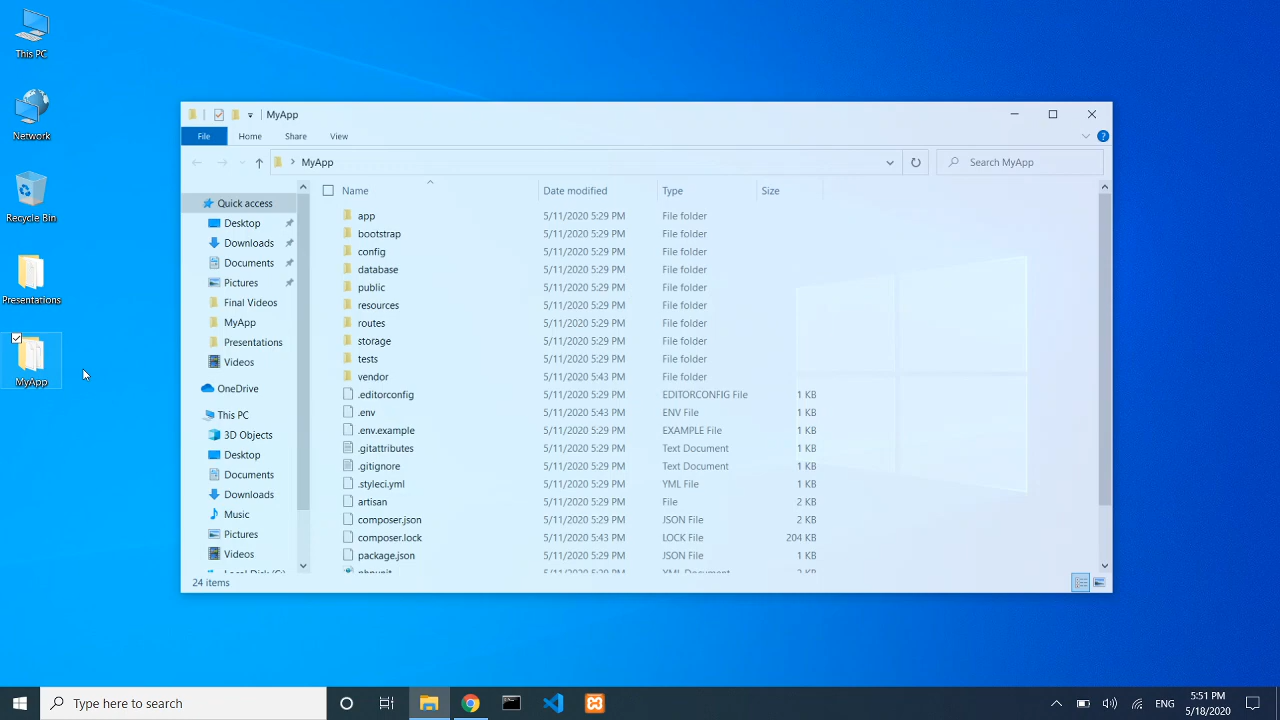 This PC
Network
Recycle Bin
Presentations
MyApp
MyApp
File Home Share View
MyApp
Search MyApp
Quick access
Desktop
Downloads
Documents
Pictures
Final Videos
MyApp
Presentations
Videos
OneDrive
This PC
3D Objects
Desktop
Documents
Downloads
Music
Pictures
Videos
Name Date modified Type Size
app 5/11/2020 5:29 PM File folder
bootstrap 5/11/2020 5:29 PM File folder
config 5/11/2020 5:29 PM File folder
database 5/11/2020 5:29 PM File folder
public 5/11/2020 5:29 PM File folder
resources 5/11/2020 5:29 PM File folder
routes 5/11/2020 5:29 PM File folder
storage 5/11/2020 5:29 PM File folder
tests 5/11/2020 5:29 PM File folder
vendor 5/11/2020 5:43 PM File folder
.editorconfig 5/11/2020 5:29 PM EDITORCONFIG File 1 KB
.env 5/11/2020 5:43 PM ENV File 1 KB
.env.example 5/11/2020 5:29 PM EXAMPLE File 1 KB
.gitattributes 5/11/2020 5:29 PM Text Document 1 KB
.gitignore 5/11/2020 5:29 PM Text Document 1 KB
.styleci.yml 5/11/2020 5:29 PM YML File 1 KB
artisan 5/11/2020 5:29 PM File 2 KB
composer.json 5/11/2020 5:29 PM JSON File 2 KB
composer.lock 5/11/2020 5:43 PM LOCK File 204 KB
package.json 5/11/2020 5:29 PM JSON File 1 KB
24 items
Type here to search
ENG
5:51 PM
5/18/2020